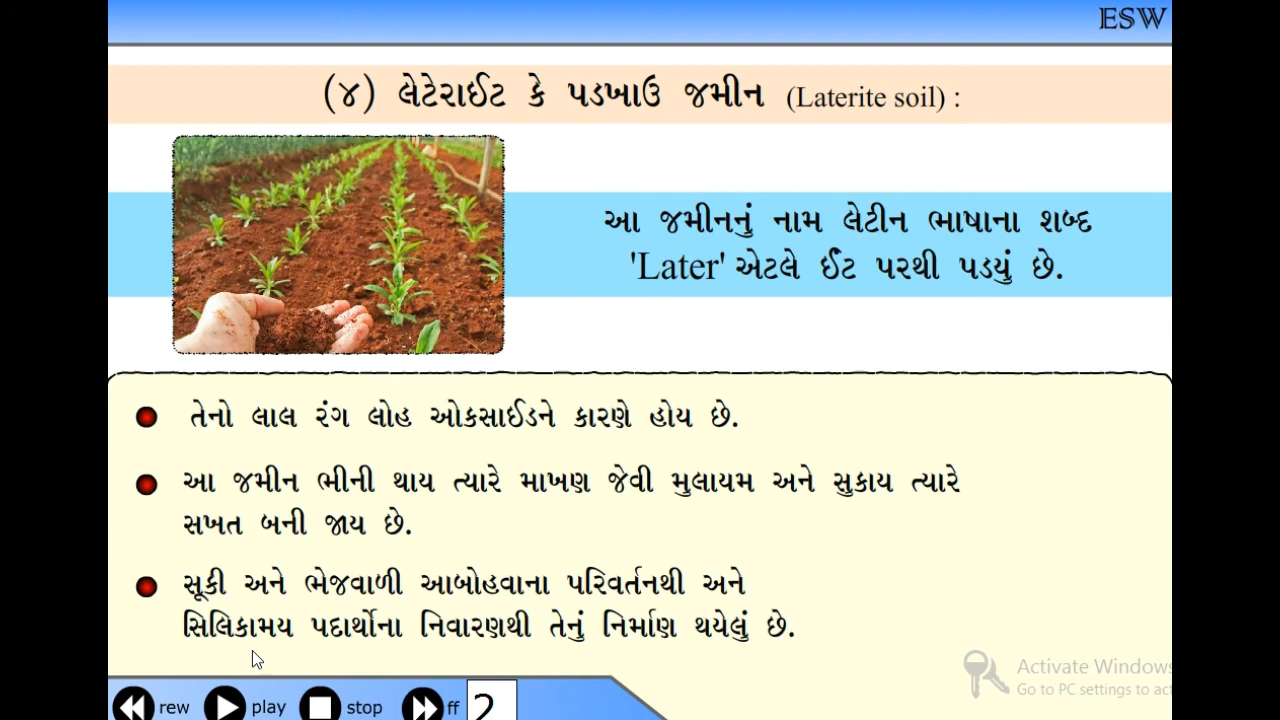 ESW
(૪) લેટેરાઈટ કે પડખાઉ જમીન (Laterite soil) :
આ જમીનનું નામ લેટીન ભાષાના શબ્દ
'Later' એટલે ઈંટ પરથી પડયું છે.
તેનો લાલ રંગ લોહ ઓકસાઈડને કારણે હોય છે.
આ જમીન ભીની થાય ત્યારે માખણ જેવી મુલાયમ અને સુકાય ત્યારે
સખત બની જાય છે.
સૂકી અને ભેજવાળી આબોહવાના પરિવર્તનથી અને
સિલિકામય પદાર્થોના નિવારણથી તેનું નિર્માણ થયેલું છે.
Activate Windows
Go to PC settings to act
rew play stop ff 2